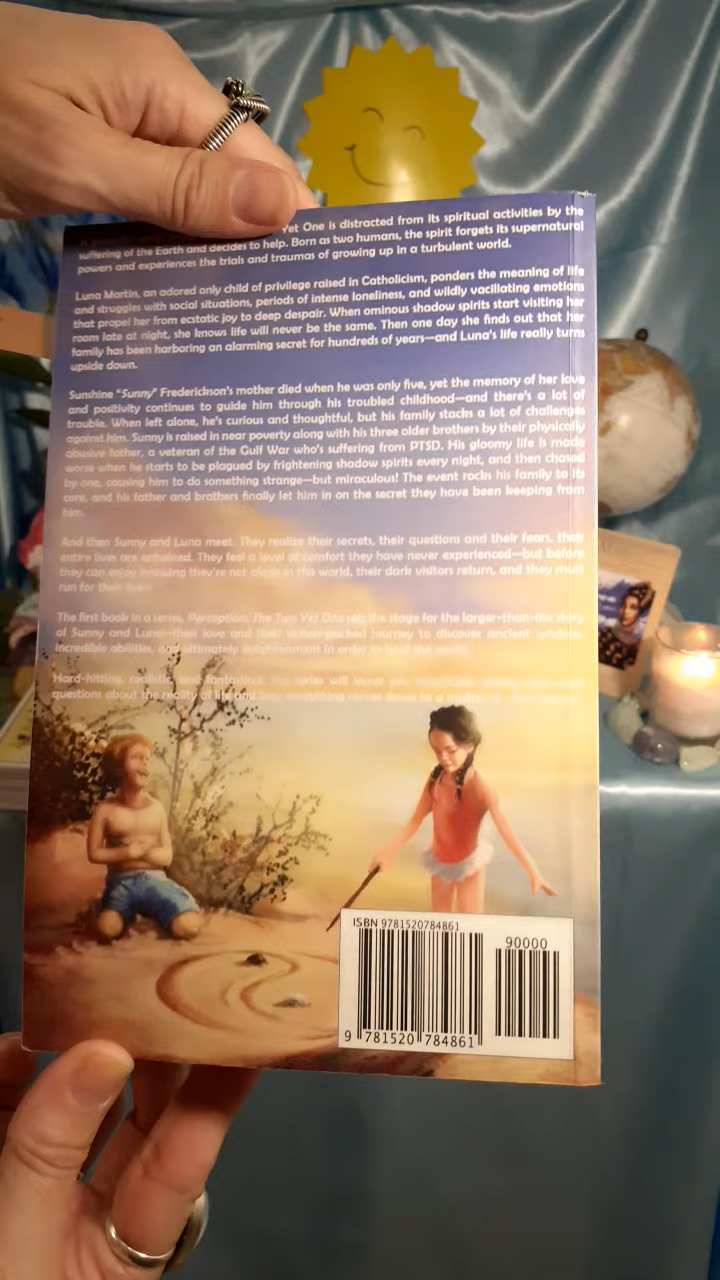 Yet One is distracted from its spiritual activities by the
suffering of the Earth and decides to help. Born as two humans, the spirit forgets its supernatural
powers and experiences the trials and traumas of growing up in a turbulent world.
Luna Martin, an adored only child of privilege raised in Catholicism, ponders the meaning of life
and struggles with social situations, periods of intense loneliness, and wildly vacillating emotions
that propel her from ecstatic joy to deep despair. When ominous shadow spirits start visiting her
room late at night, she knows life will never be the same. Then one day she finds out that her
family has been harboring an alarming secret for hundreds of years—and Luna's life really turns
upside down.
Sunshine "Sunny" Frederickson's mother died when he was only five, yet the memory of her love
and positivity continues to guide him through his troubled childhood—and there's a lot of
trouble. When left alone, he's curious and thoughtful, but his family stacks a lot of challenges
against him. Sunny is raised in near poverty along with his three older brothers by their physically
abusive father, a veteran of the Gulf War who's suffering from PTSD. His gloomy life is made
worse when he starts to be plagued by frightening shadow spirits every night, and then chased
by one, causing him to do something strange—but miraculous! The event rocks his family to its
core, and his father and brothers finally let him in on the secret they have been keeping from
him.
And then Sunny and Luna meet. They realize their secrets, their questions and their fears, their
entire lives are entwined. They feel a level of comfort they have never experienced—but before
they can enjoy knowing they're not alone in this world, their dark visitors return, and they must
run for their lives.
The first book in a series, Perception: The Two Yet One sets the stage for the larger-than-life story
of Sunny and Luna—their love and their action-packed journey to discover ancient wisdom,
incredible abilities, and ultimately enlightenment in order to
Hard-hitting, realistic, and series will
questions about the reality of life and
ISBN 9781520784861
90000
9 781520 784861